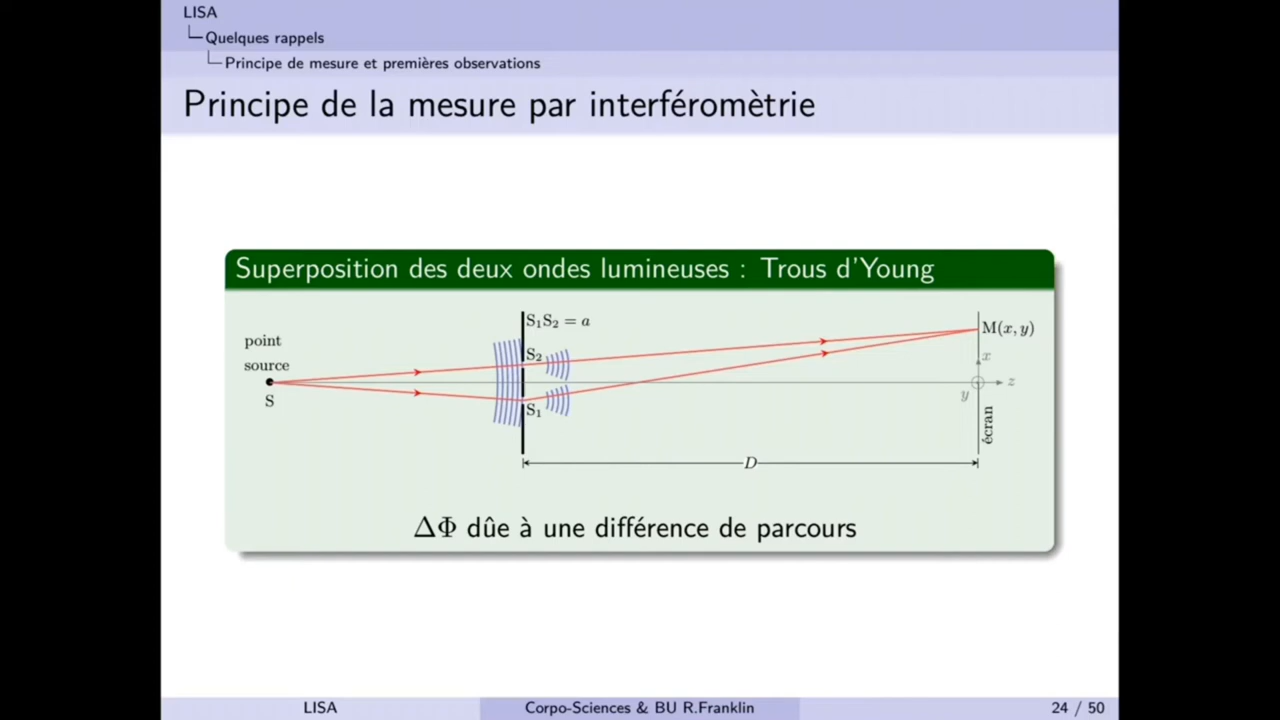 LISA
Quelques rappels
Principe de mesure et premières observations
Principe de la mesure par interféromètrie
Superposition des deux ondes lumineuses : Trous d'Young
S₁S₂ = a
point
source
S
S₂
S₁
M(x, y)
x
z
y
écran
D
ΔΦ dûe à une différence de parcours
LISA
Corpo-Sciences & BU R.Franklin
24 / 50